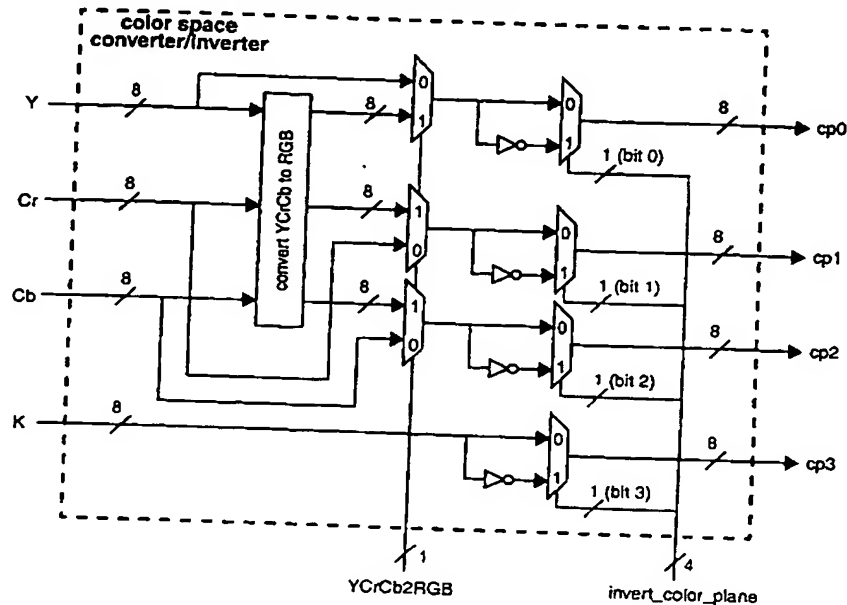 color space
converter/inverter
Y
8
8
0
1
0
1
8
cp0
1 (bit 0)
convert YCrCb to RGB
Cr
8
8
1
0
0
1
8
cp1
1 (bit 1)
Cb
8
8
1
0
0
1
8
cp2
1 (bit 2)
K
8
0
1
8
cp3
1 (bit 3)
1
4
YCrCb2RGB
invert_color_plane